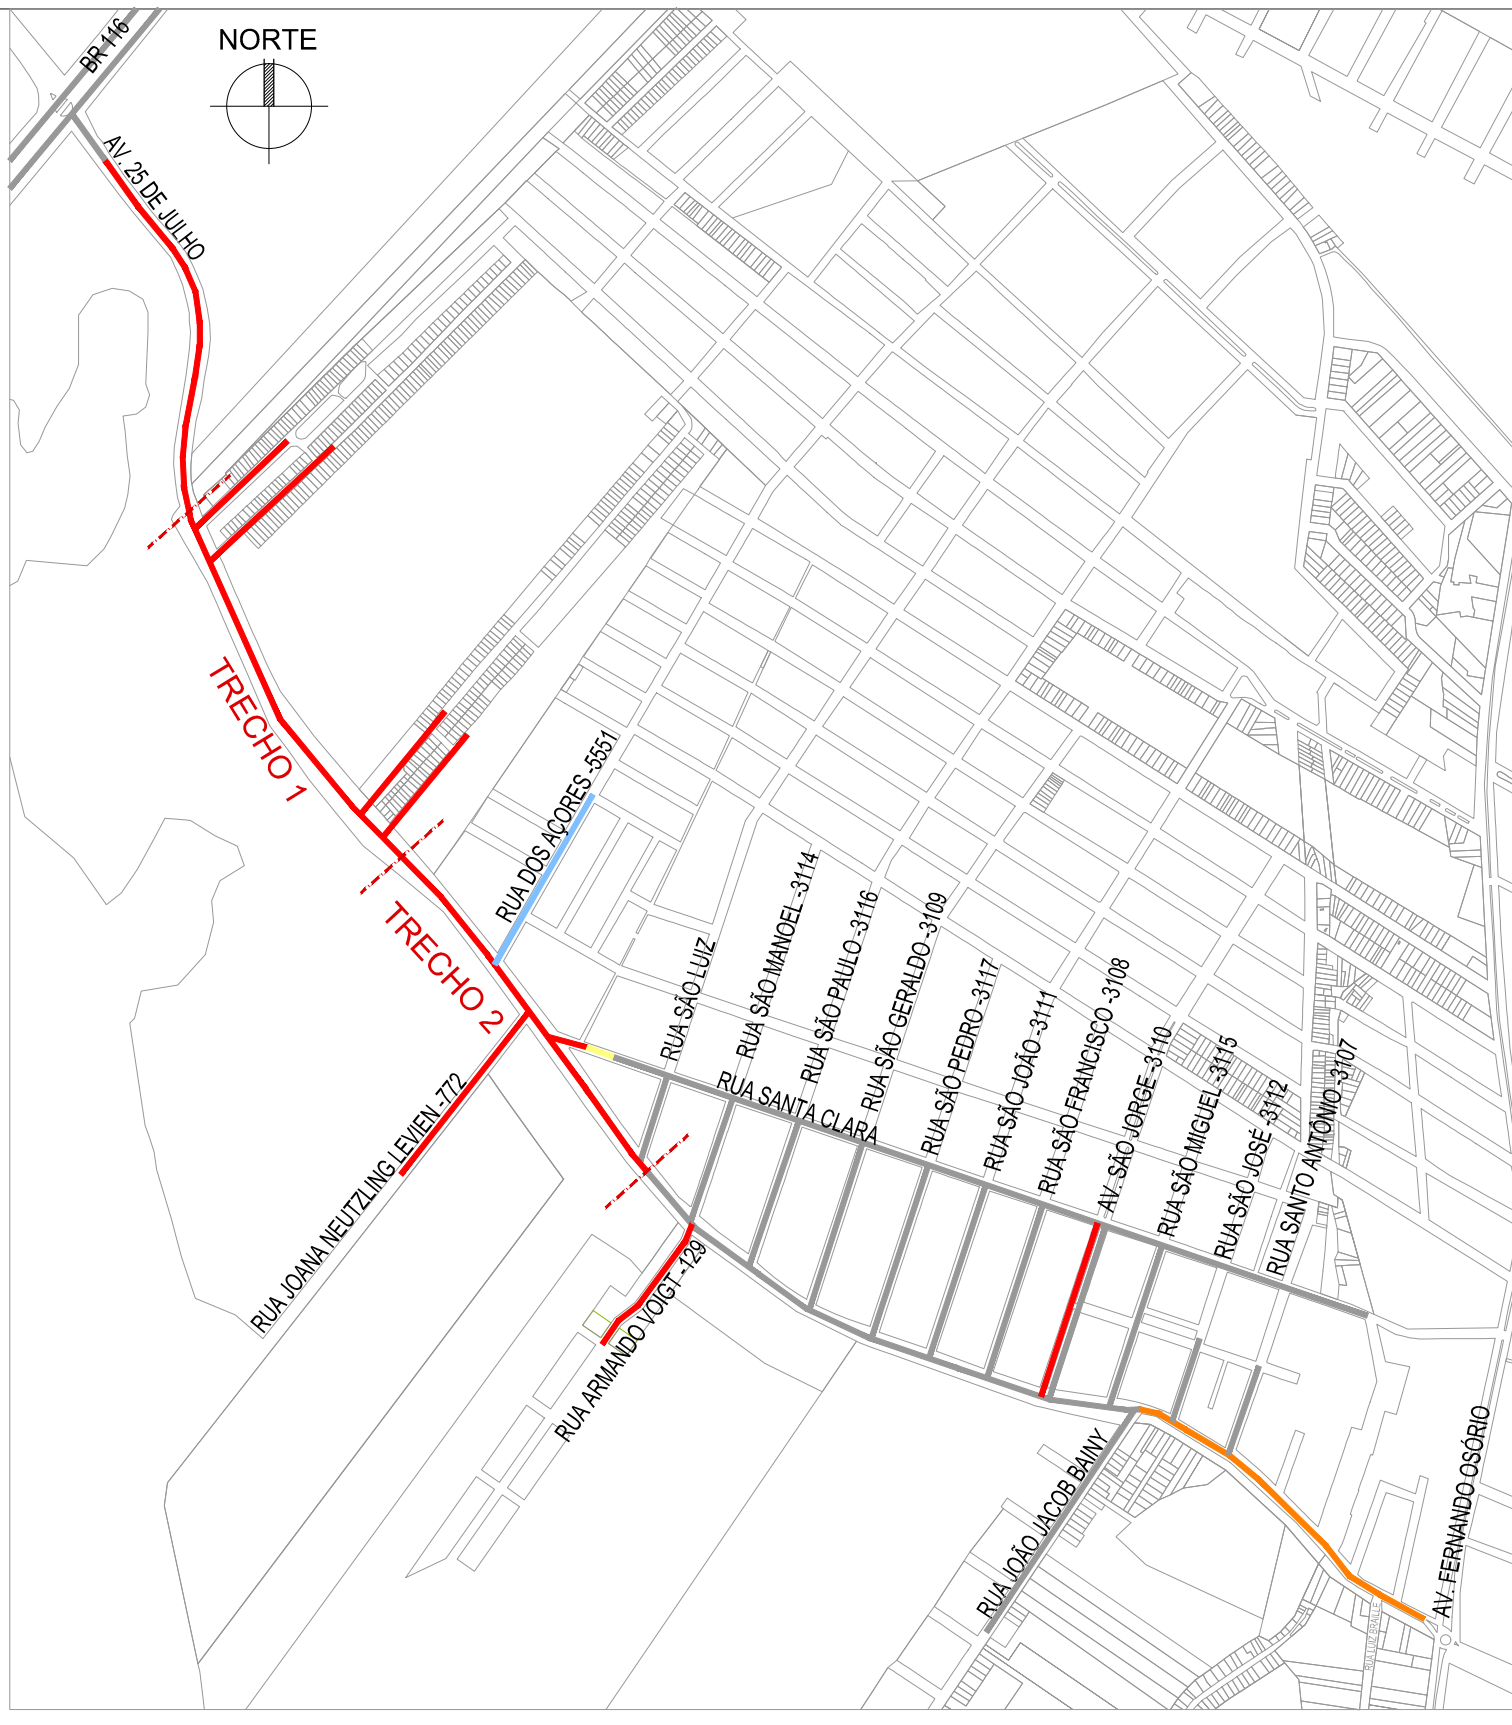 BR 116
NORTE
AV. 25 DE JULHO
TRECHO 1
RUA DOS AÇORES -5551
TRECHO 2
RUA SÃO LUIZ
RUA SÃO MANOEL -3114
RUA SÃO PAULO -3116
RUA SÃO GERALDO -3109
RUA SÃO PEDRO -3117
RUA SÃO JOÃO -3111
RUA SÃO FRANCISCO -3108
AV. SÃO JORGE -3110
RUA SÃO MIGUEL -3115
RUA SÃO JOSÉ -3112
RUA SANTO ANTÔNIO -3107
RUA SANTA CLARA
RUA JOANA NEUTZLING LEVIEN -772
RUA ARMANDO VOIGT -129
RUA JOÃO JACOB BAINY
AV. FERNANDO OSÓRIO
RUA LUIZ BRAILLE